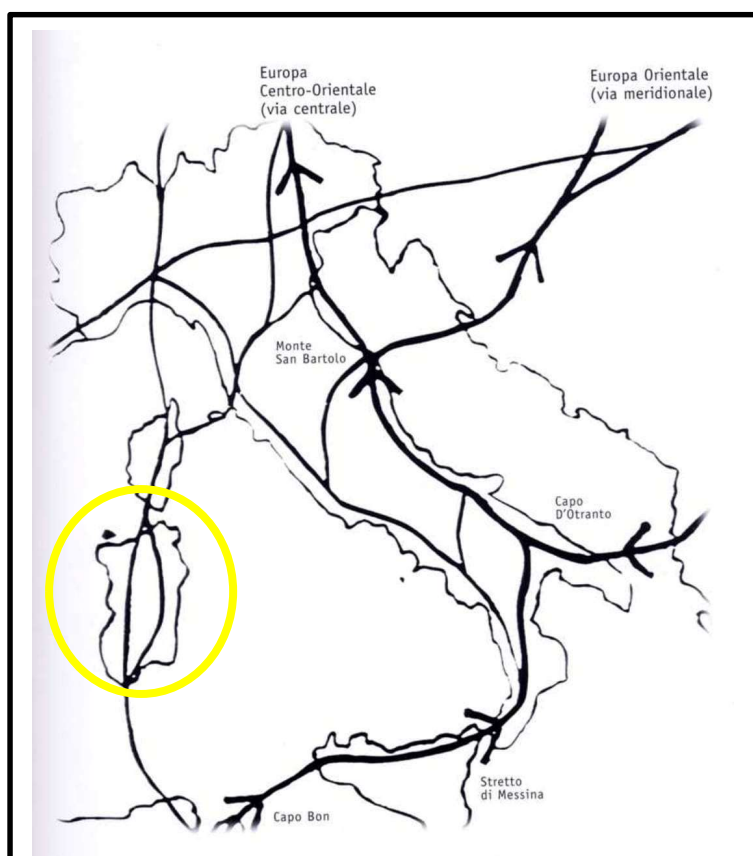 Europa
Centro-Orientale
(via centrale)
Europa Orientale
(via meridionale)
Monte
San Bartolo
Capo
D'Otranto
Stretto
di Messina
Capo Bon